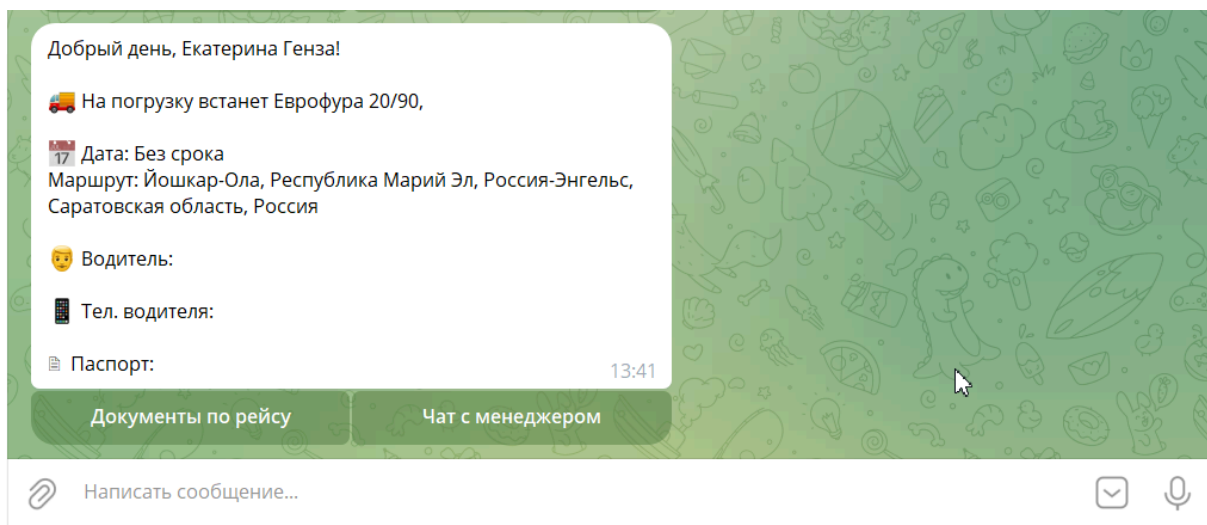 Добрый день, Екатерина Генза!
🚚 На погрузку встанет Еврофура 20/90,
📅 Дата: Без срока
Маршрут: Йошкар-Ола, Республика Марий Эл, Россия-Энгельс,
Саратовская область, Россия
👨 Водитель:
📱 Тел. водителя:
📄 Паспорт:
13:41
Документы по рейсу
Чат с менеджером
Написать сообщение...